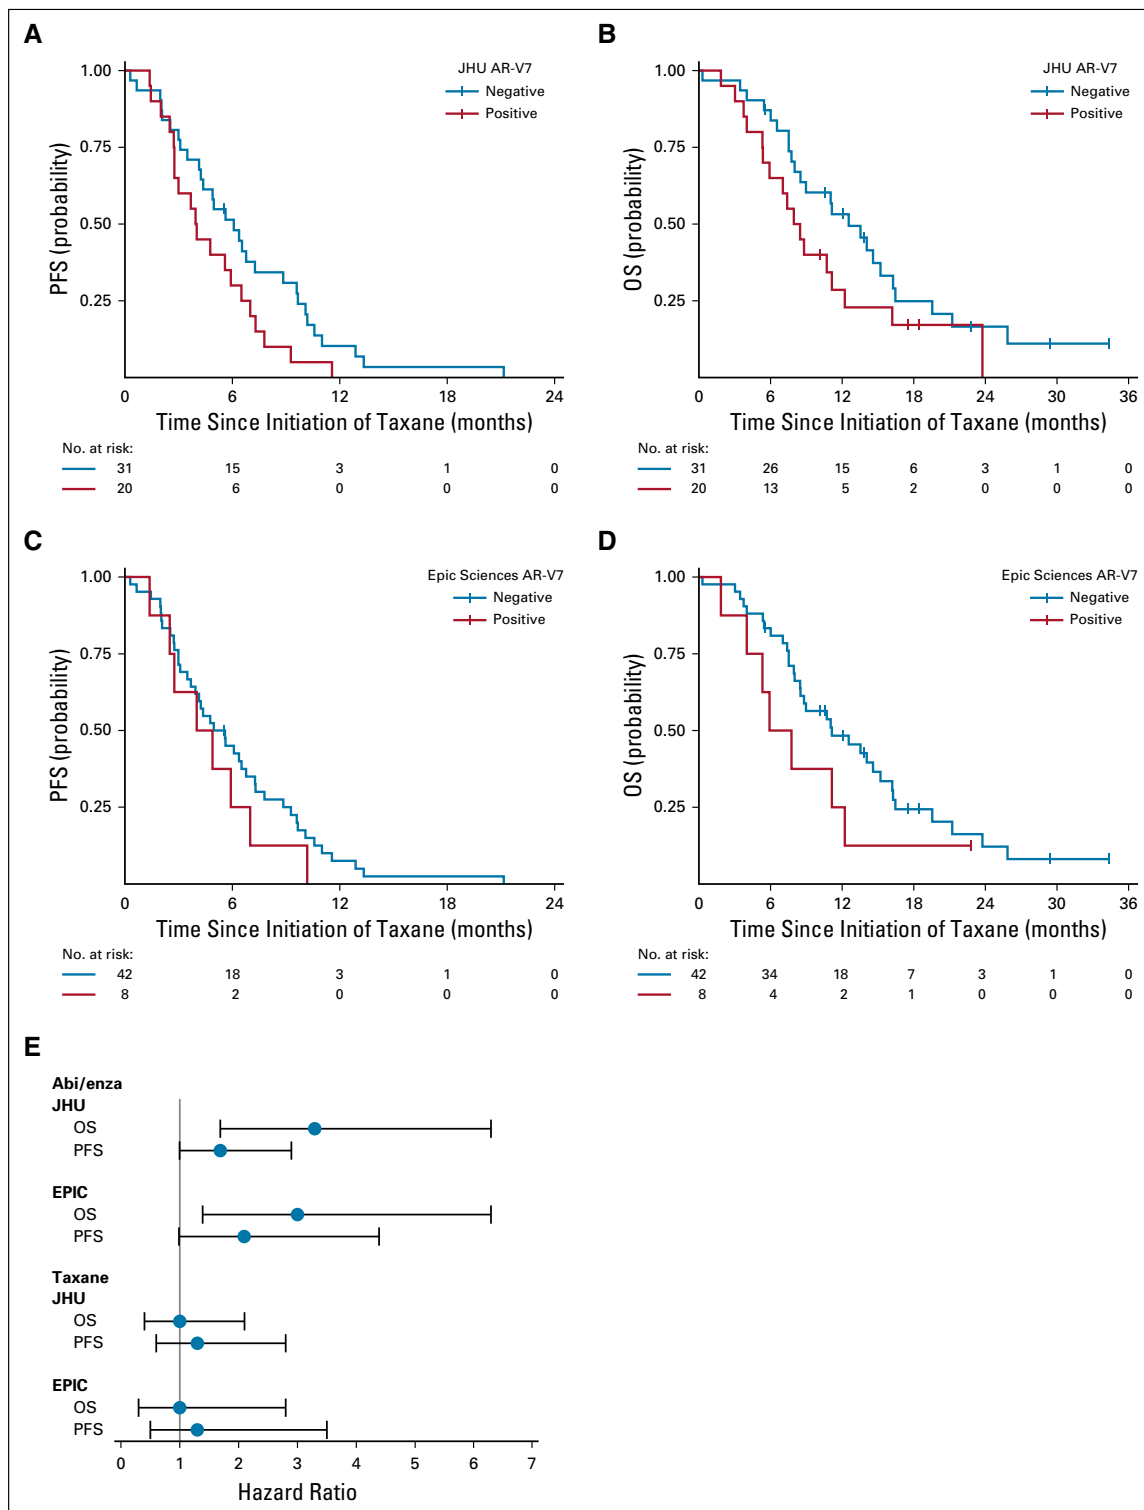 A
JHU AR-V7
Negative
Positive
1.00
0.75
0.50
0.25
PFS (probability)
0 6 12 18 24
Time Since Initiation of Taxane (months)
No. at risk:
31 15 3 1 0
20 6 0 0 0
B
JHU AR-V7
Negative
Positive
1.00
0.75
0.50
0.25
OS (probability)
0 6 12 18 24 30 36
Time Since Initiation of Taxane (months)
No. at risk:
31 26 15 6 3 1 0
20 13 5 2 0 0 0
C
Epic Sciences AR-V7
Negative
Positive
1.00
0.75
0.50
0.25
PFS (probability)
0 6 12 18 24
Time Since Initiation of Taxane (months)
No. at risk:
42 18 3 1 0
8 2 0 0 0
D
Epic Sciences AR-V7
Negative
Positive
1.00
0.75
0.50
0.25
OS (probability)
0 6 12 18 24 30 36
Time Since Initiation of Taxane (months)
No. at risk:
42 34 18 7 3 1 0
8 4 2 1 0 0 0
E
Abi/enza
JHU
OS
PFS
EPIC
OS
PFS
Taxane
JHU
OS
PFS
EPIC
OS
PFS
0 1 2 3 4 5 6 7
Hazard Ratio